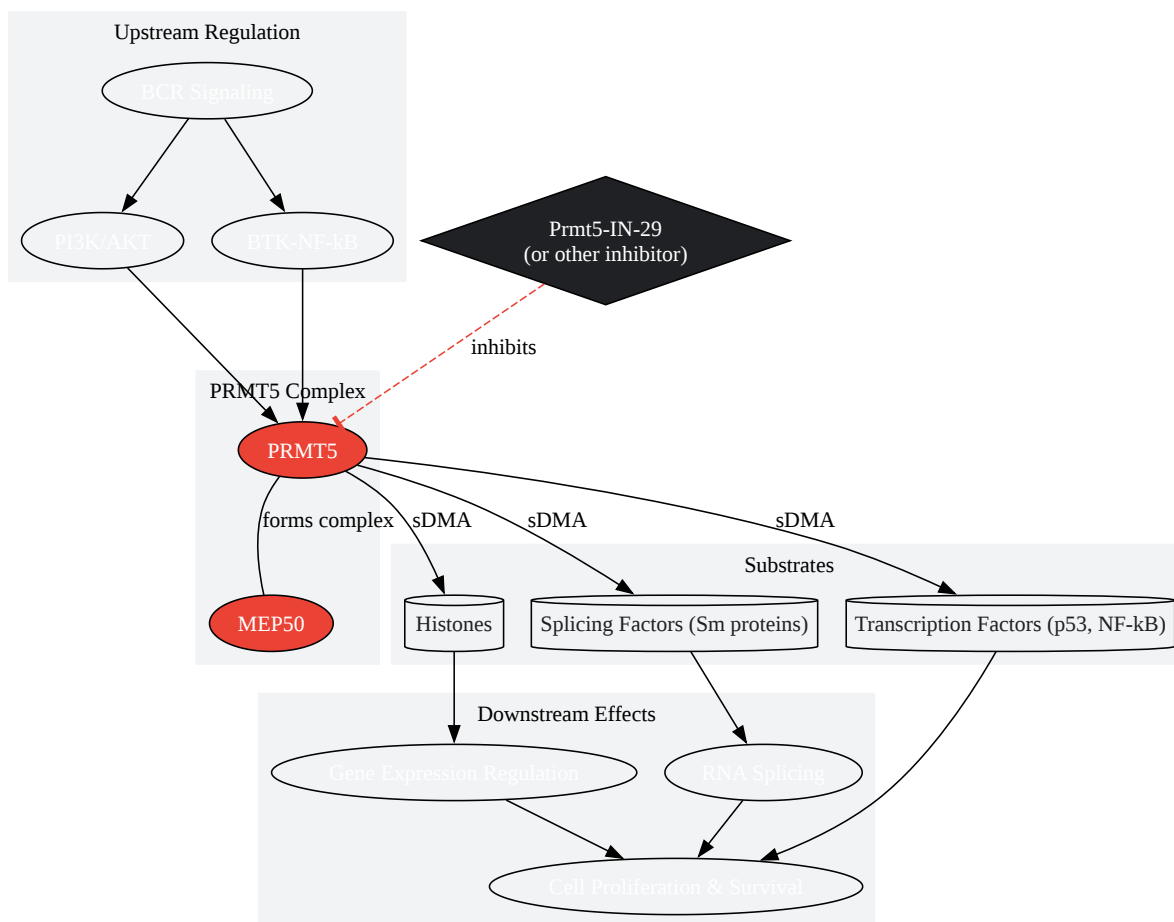 Upstream Regulation
BCR Signaling
PI3K/AKT
BTK-NF-kB
Prmt5-IN-29
(or other inhibitor)
inhibits
PRMT5 Complex
PRMT5
forms complex
sDMA
sDMA
sDMA
Substrates
MEP50
Histones
Splicing Factors (Sm proteins)
Transcription Factors (p53, NF-kB)
Downstream Effects
Gene Expression Regulation
RNA Splicing
Cell Proliferation & Survival